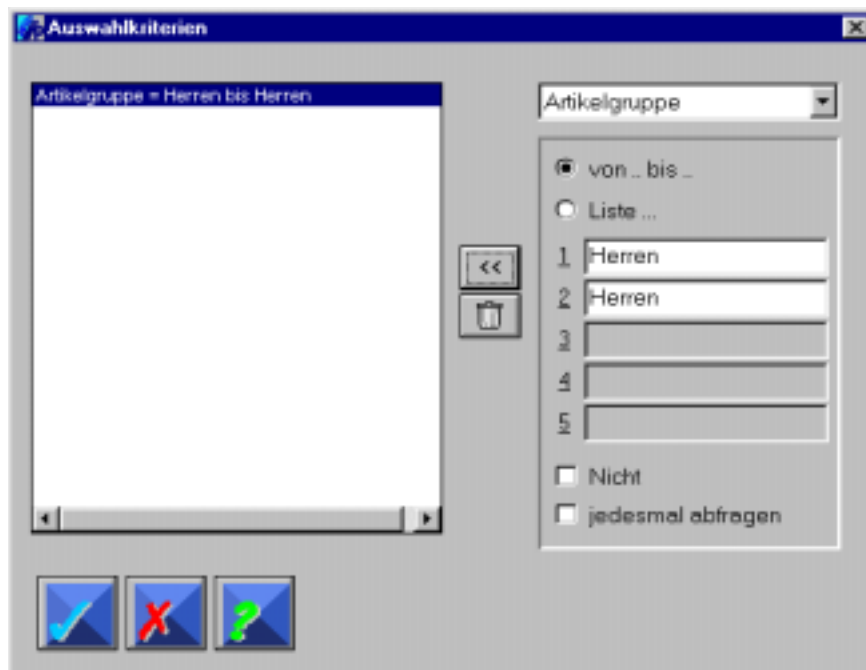 Auswahlkriterien
Artikelgruppe = Herren bis Herren
Artikelgruppe
von .. bis ..
Liste ...
<<
1 Herren
2 Herren
3
4
5
Nicht
jedesmal abfragen
?